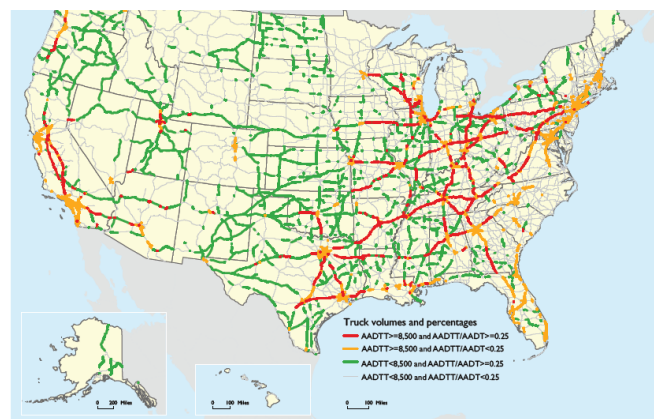 Truck volumes and percentages
AADTT>=8,500 and AADTT/AADT>=0.25
AADTT>=8,500 and AADTT/AADT<0.25
AADTT<8,500 and AADTT/AADT>=0.25
AADTT<8,500 and AADTT/AADT<0.25
0 200 Miles
0 100 Miles
0 100 Miles